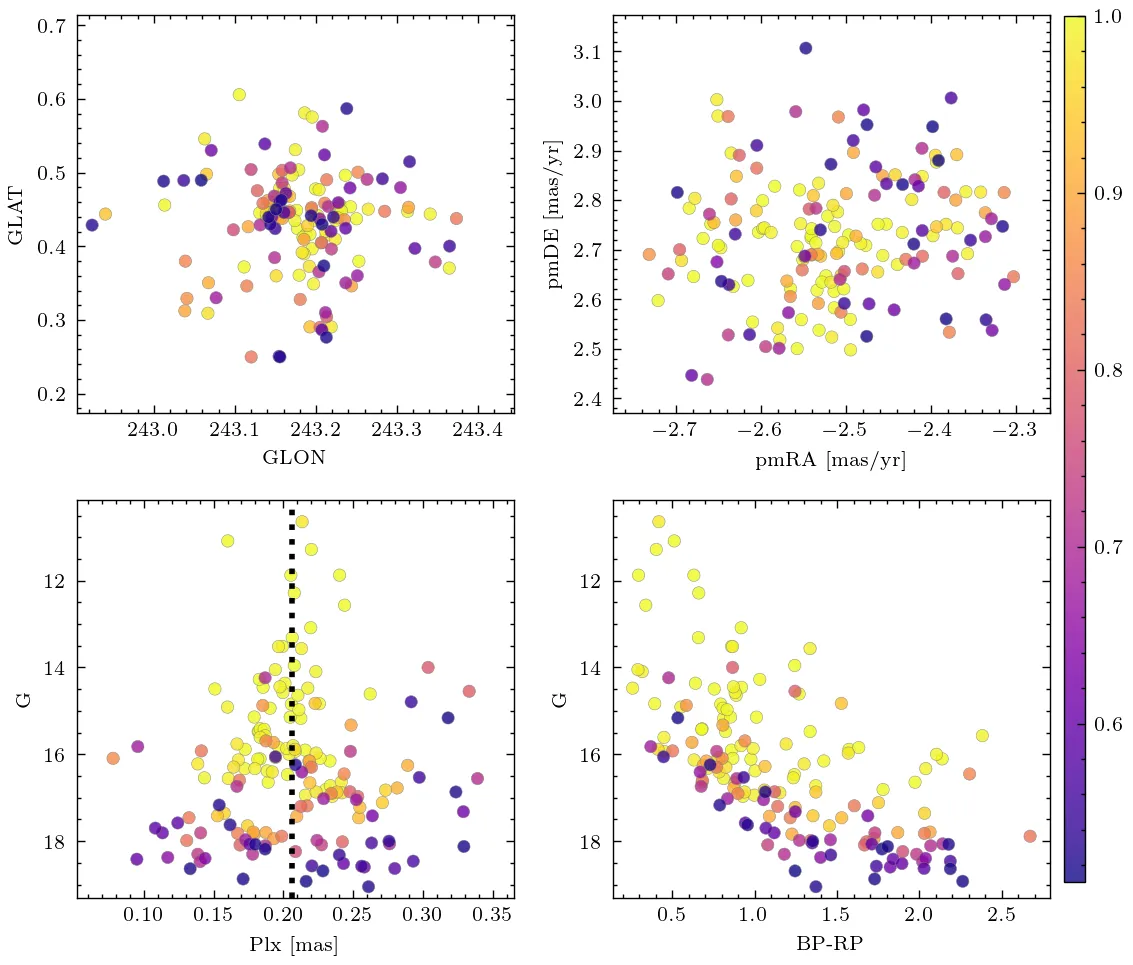 0.7
0.6
0.5
0.4
0.3
0.2
GLAT
243.0 243.1 243.2 243.3 243.4
GLON
3.1
3.0
2.9
2.8
2.7
2.6
2.5
2.4
pmDE [mas/yr]
−2.7 −2.6 −2.5 −2.4 −2.3
pmRA [mas/yr]
1.0
0.9
0.8
0.7
0.6
12
14
16
18
G
0.10 0.15 0.20 0.25 0.30 0.35
Plx [mas]
12
14
16
18
G
0.5 1.0 1.5 2.0 2.5
BP-RP